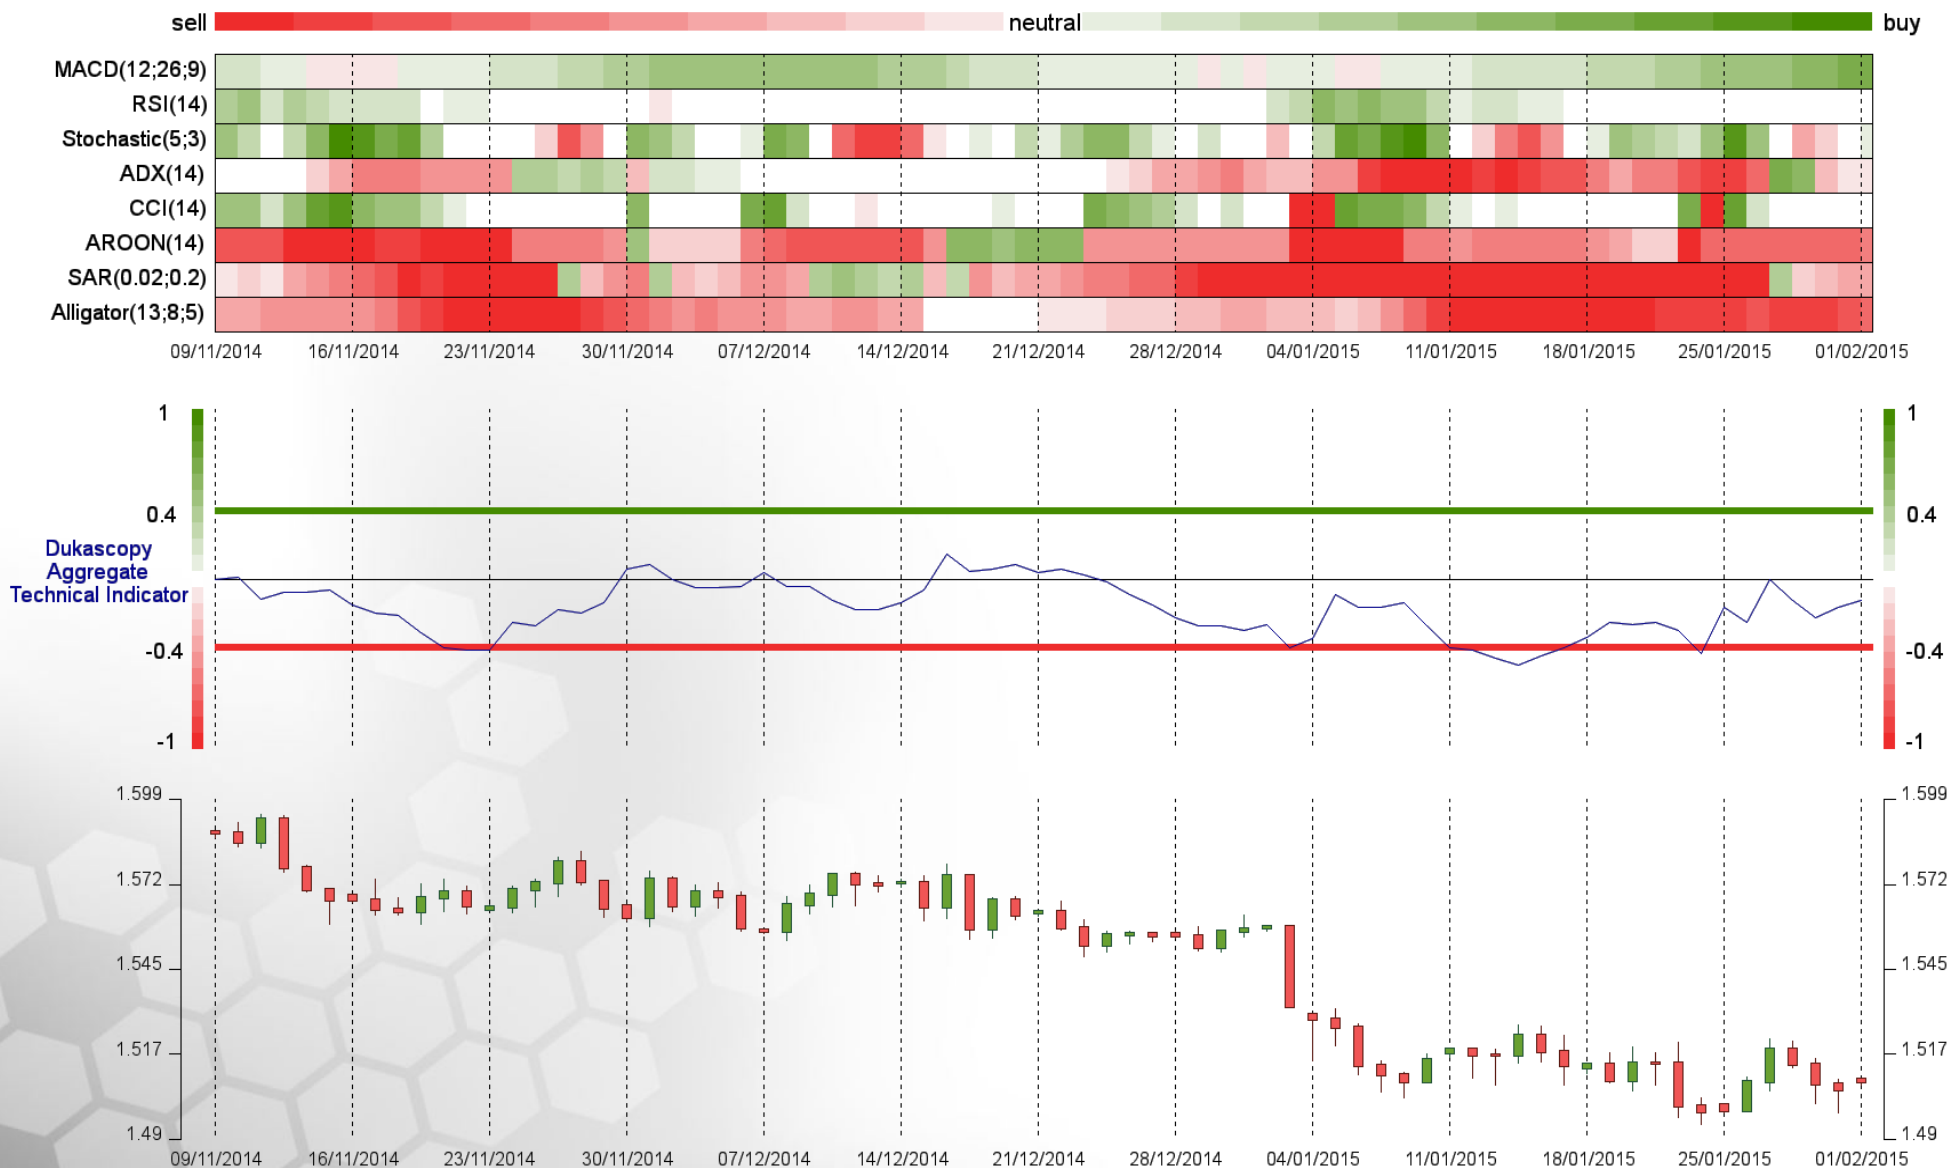 sell neutral buy
MACD(12;26;9)
RSI(14)
Stochastic(5;3)
ADX(14)
CCI(14)
AROON(14)
SAR(0.02;0.2)
Alligator(13;8;5)
09/11/2014 16/11/2014 23/11/2014 30/11/2014 07/12/2014 14/12/2014 21/12/2014 28/12/2014 04/01/2015 11/01/2015 18/01/2015 25/01/2015 01/02/2015
1 1
0.4 0.4
Dukascopy
Aggregate
Technical Indicator
-0.4 -0.4
-1 -1
1.599 1.599
1.572 1.572
1.545 1.545
1.517 1.517
1.49 1.49
09/11/2014 16/11/2014 23/11/2014 30/11/2014 07/12/2014 14/12/2014 21/12/2014 28/12/2014 04/01/2015 11/01/2015 18/01/2015 25/01/2015 01/02/2015